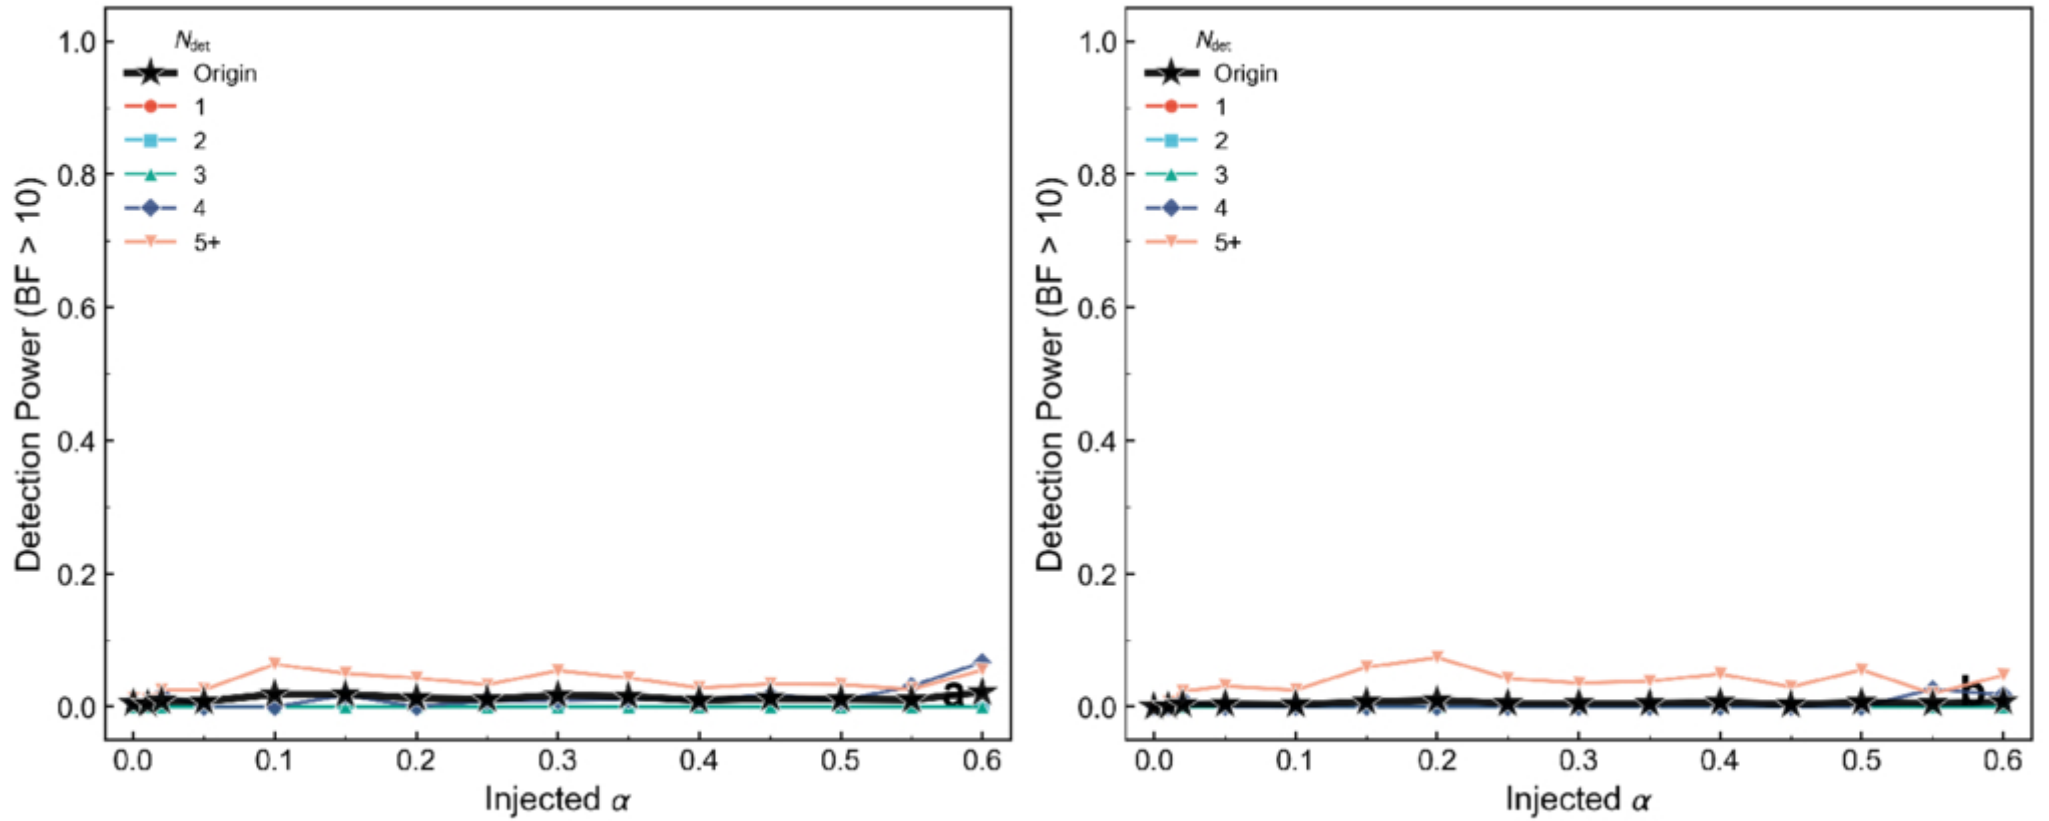 N_det
Origin
1
2
3
4
5+
1.0
0.8
0.6
0.4
0.2
0.0
Detection Power (BF > 10)
a
0.0 0.1 0.2 0.3 0.4 0.5 0.6
Injected α
N_det
Origin
1
2
3
4
5+
1.0
0.8
0.6
0.4
0.2
0.0
Detection Power (BF > 10)
b
0.0 0.1 0.2 0.3 0.4 0.5 0.6
Injected α